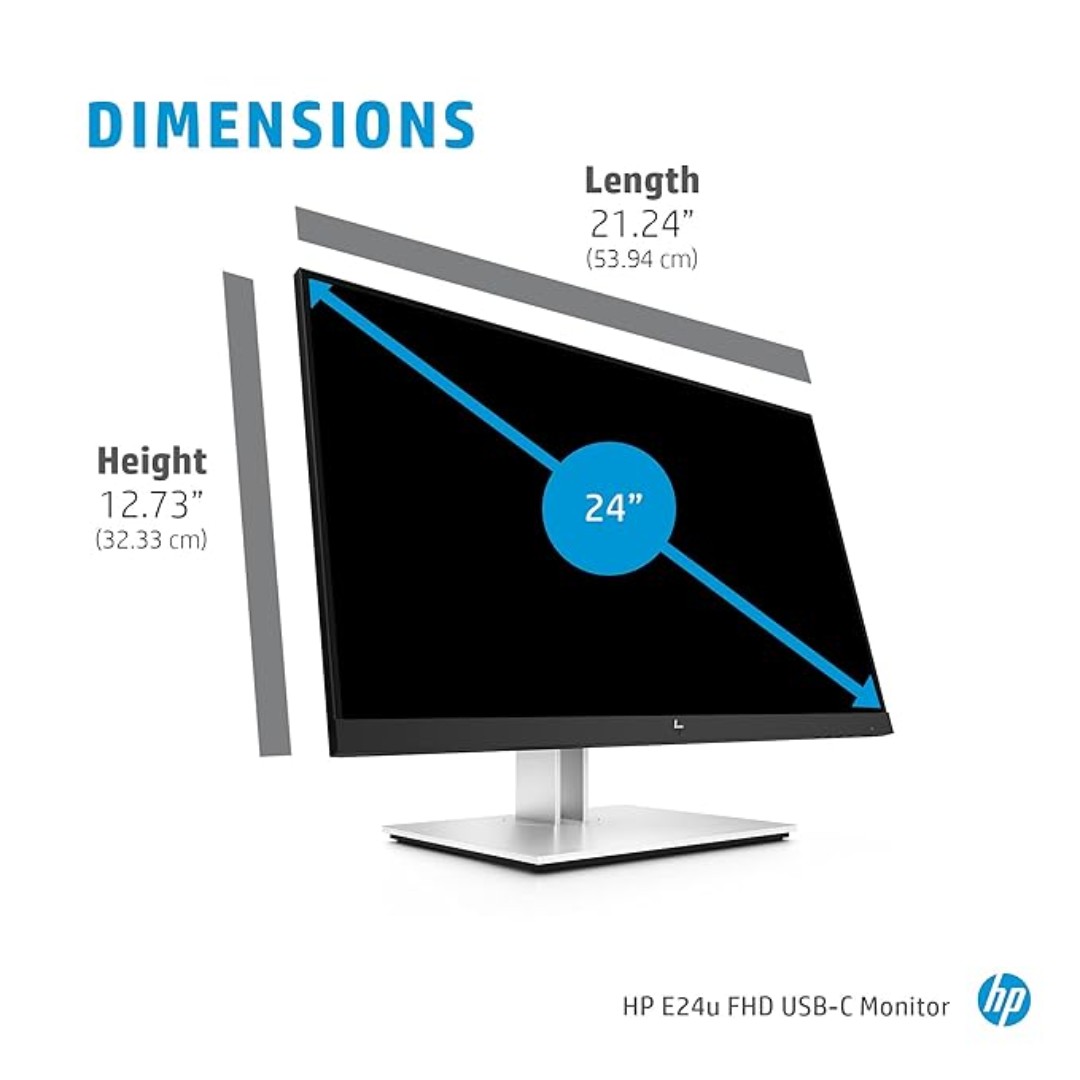 DIMENSIONS
Length
21.24”
(53.94 cm)
Height
12.73”
(32.33 cm)
24”
HP E24u FHD USB-C Monitor
hp